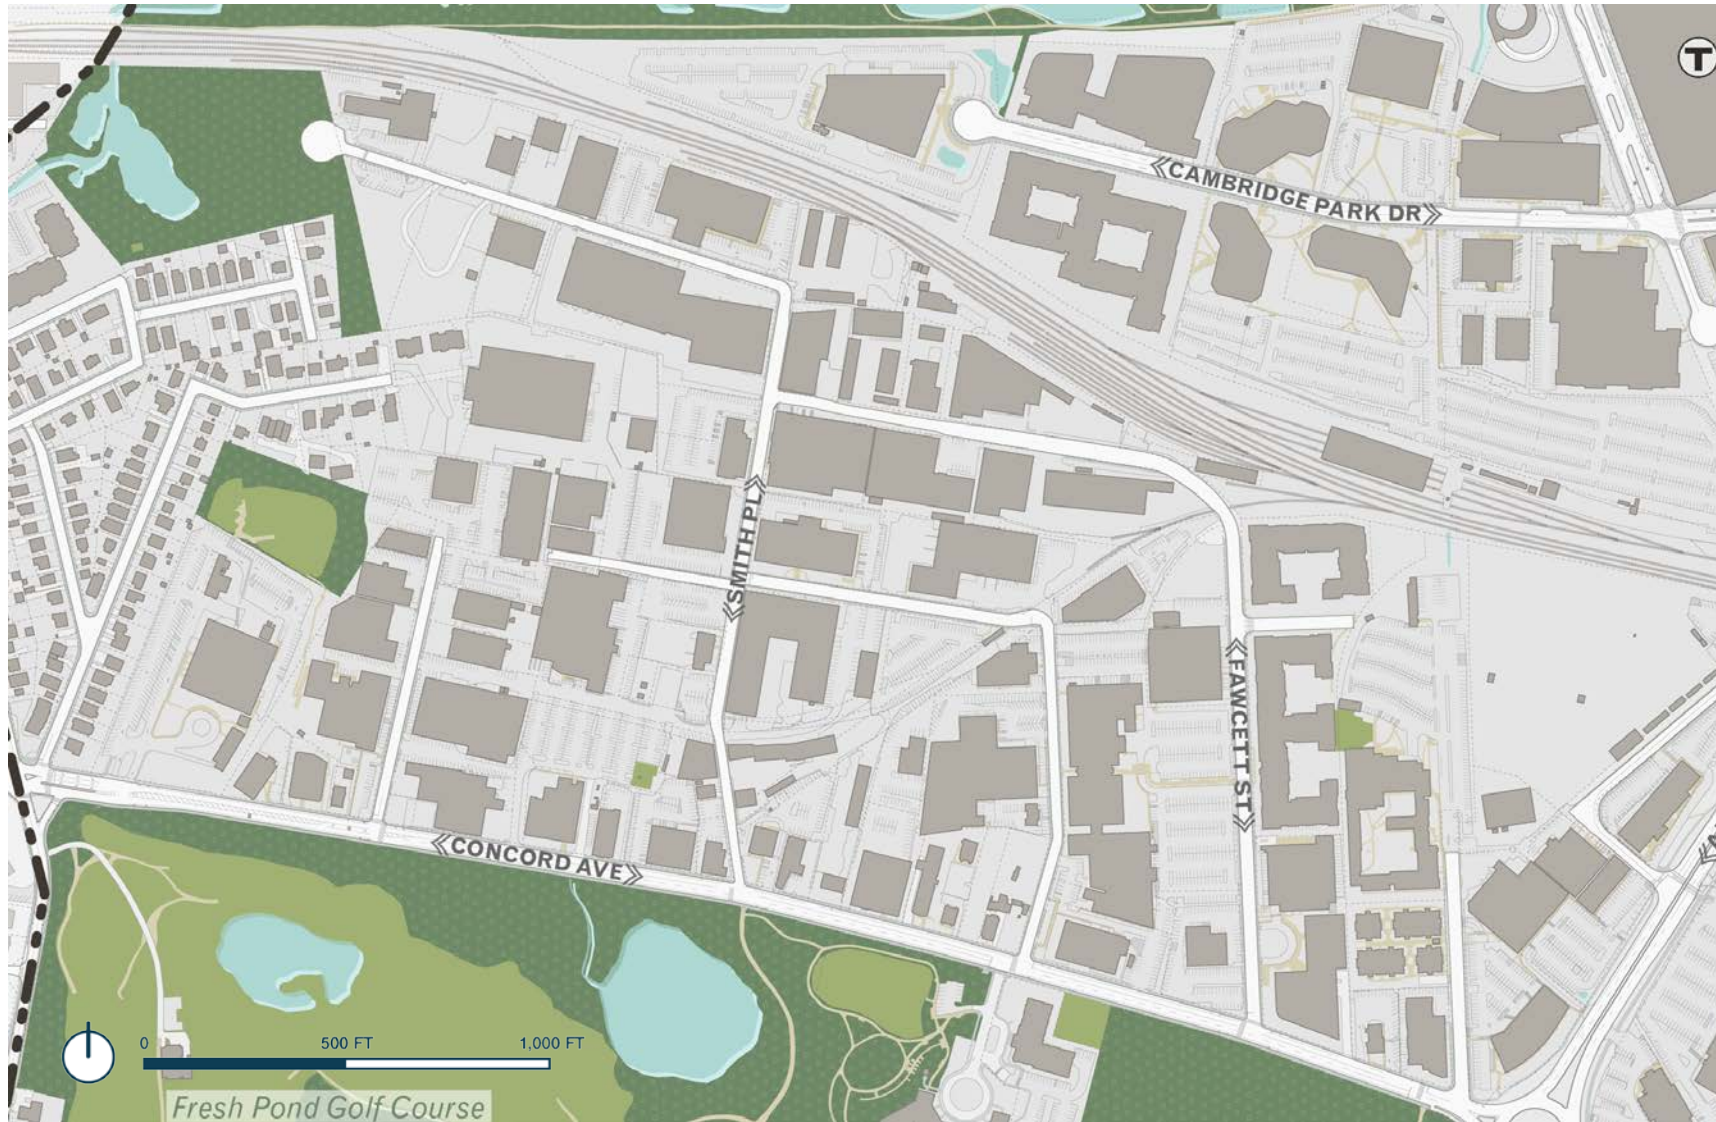 T
CAMBRIDGE PARK DR
SMITH PL
FAWCETT ST
CONCORD AVE
0 500 FT 1,000 FT
Fresh Pond Golf Course